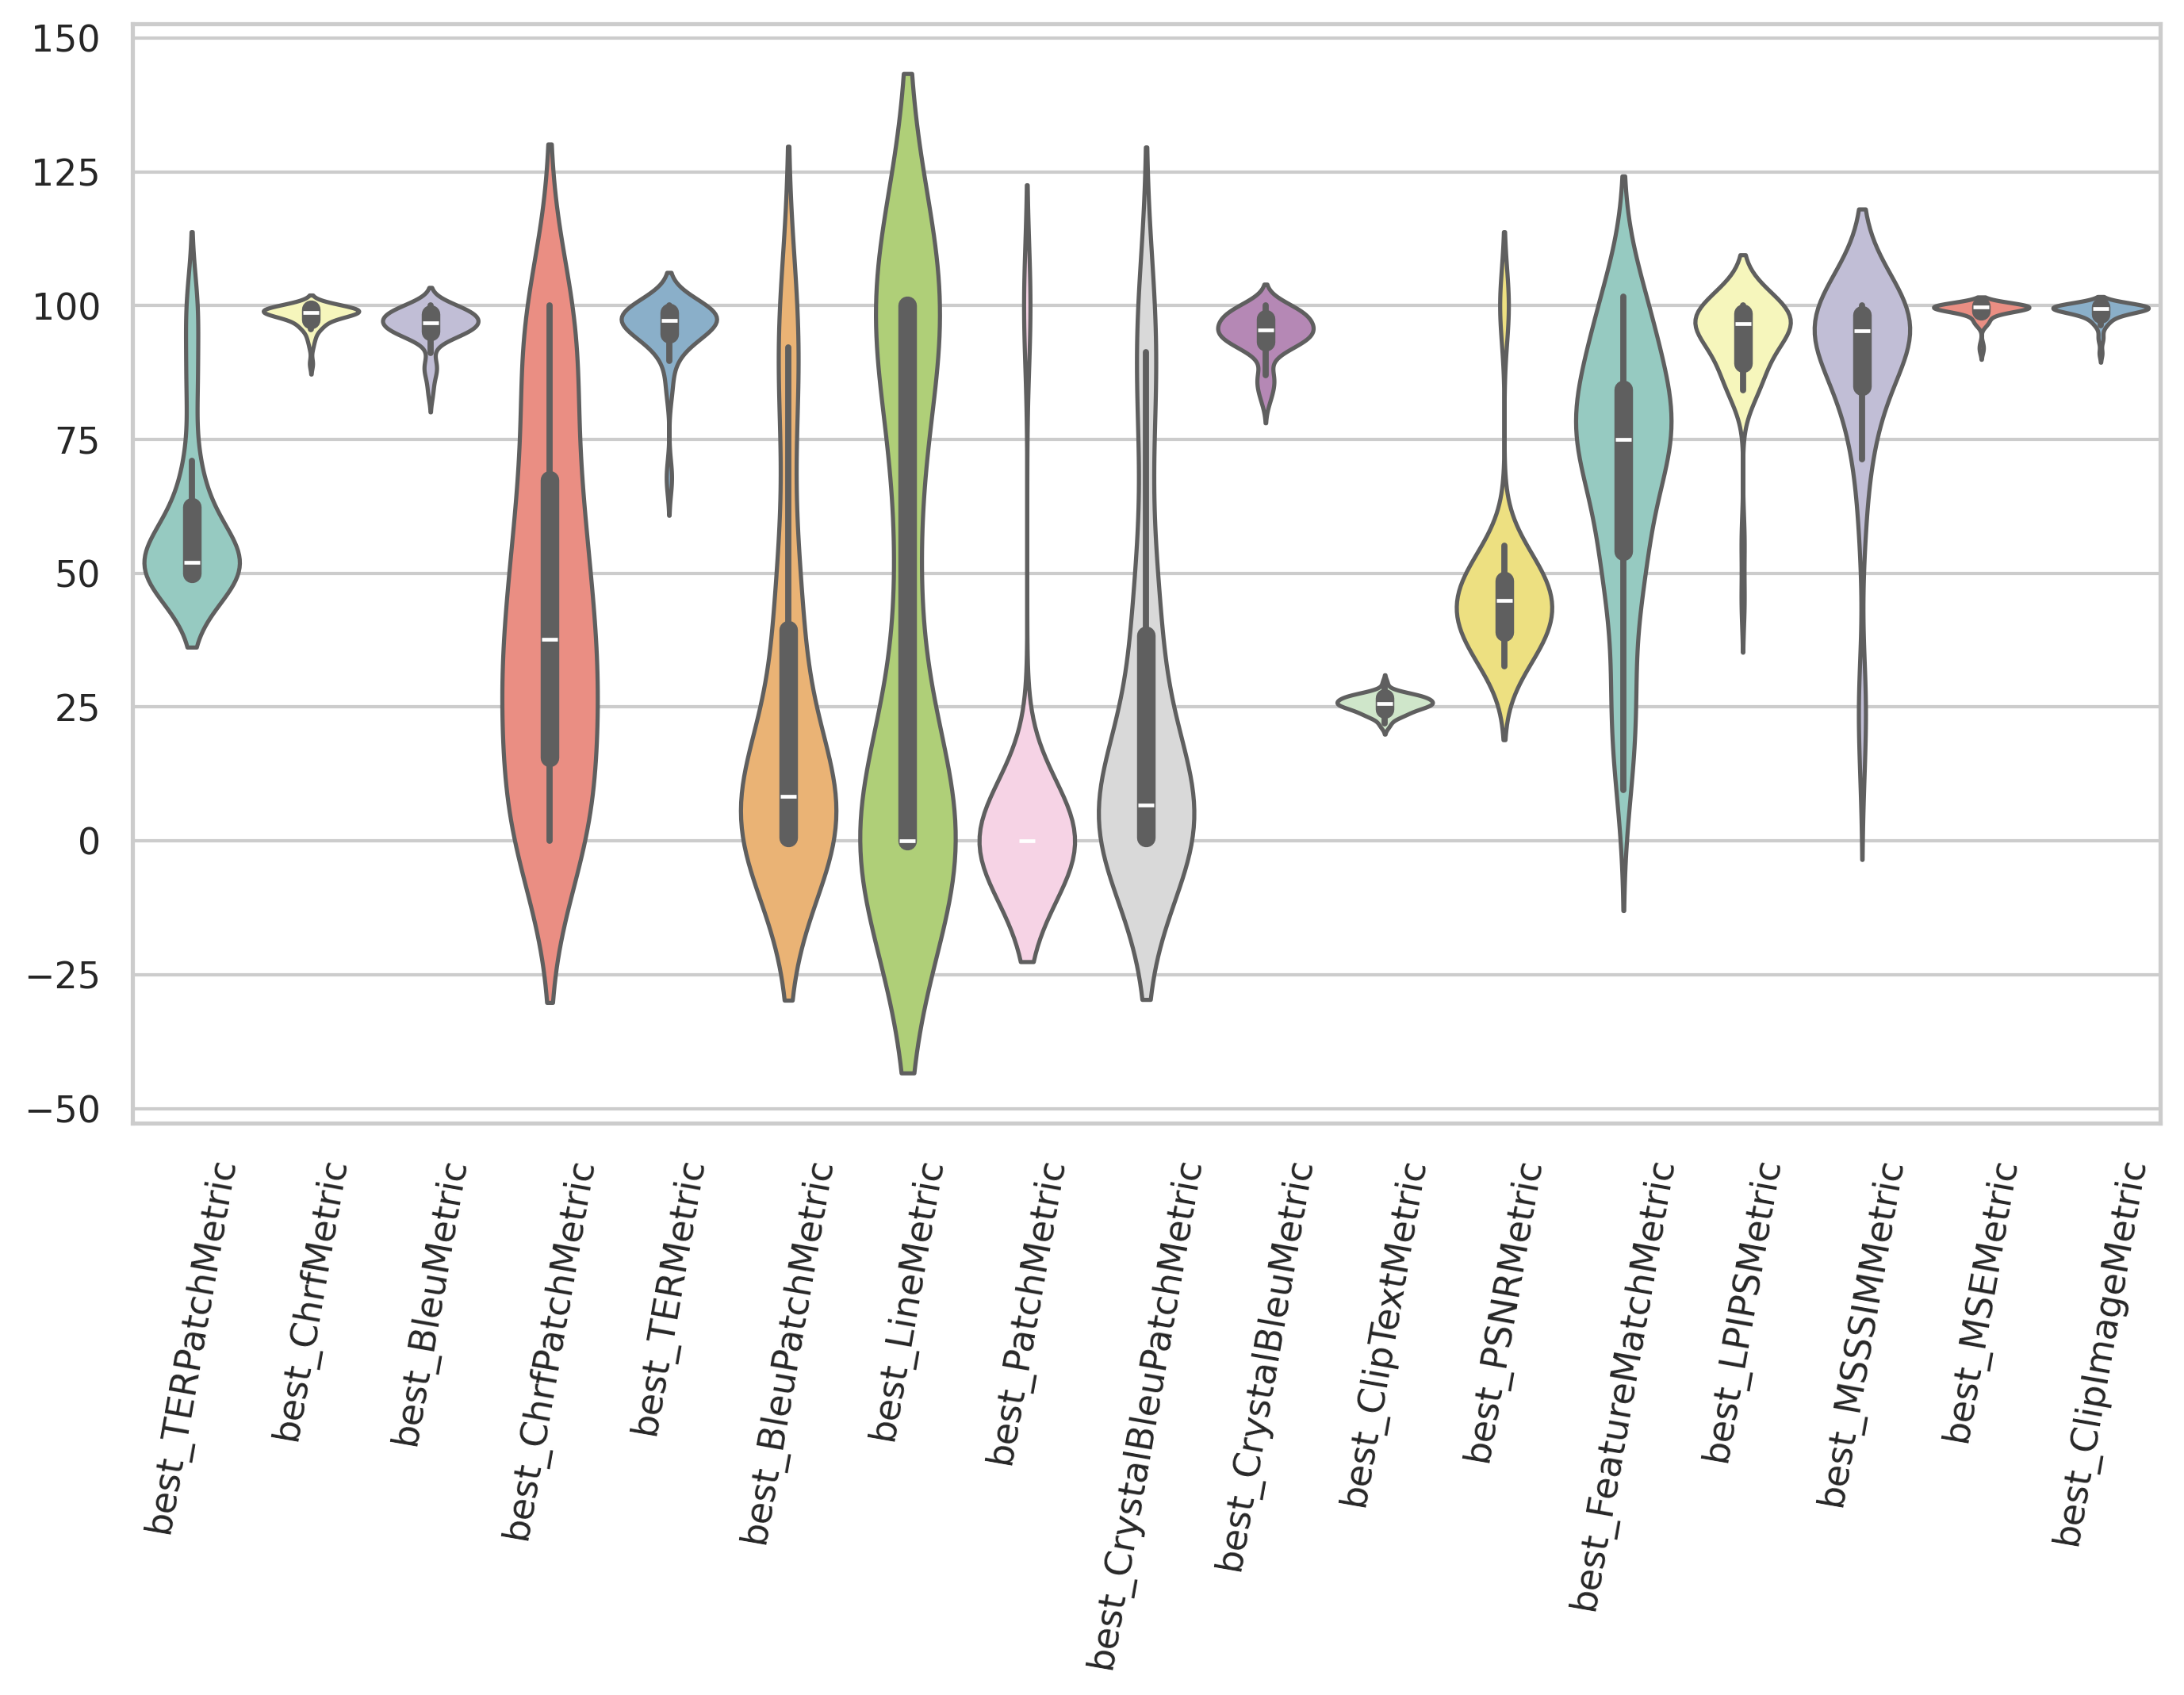 150
125
100
75
50
25
0
−25
−50
best_TERPatchMetric
best_ChrfMetric
best_BleuMetric
best_ChrfPatchMetric
best_TERMetric
best_BleuPatchMetric
best_LineMetric
best_PatchMetric
best_CrystalBleuPatchMetric
best_CrystalBleuMetric
best_ClipTextMetric
best_PSNRMetric
best_FeatureMatchMetric
best_LPIPSMetric
best_MSSSIMMetric
best_MSEMetric
best_ClipImageMetric